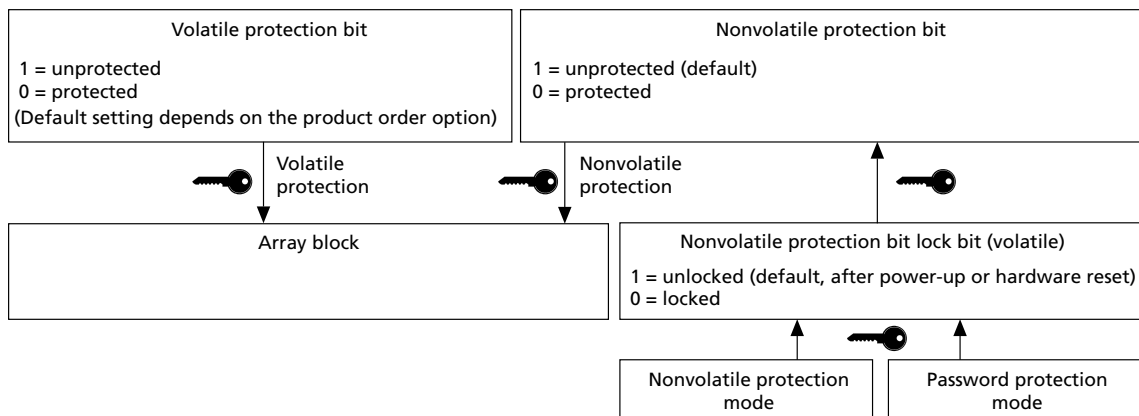 Volatile protection bit
1 = unprotected
0 = protected
(Default setting depends on the product order option)
Nonvolatile protection bit
1 = unprotected (default)
0 = protected
Volatile
protection
Nonvolatile
protection
Array block
Nonvolatile protection bit lock bit (volatile)
1 = unlocked (default, after power-up or hardware reset)
0 = locked
Nonvolatile protection
mode
Password protection
mode